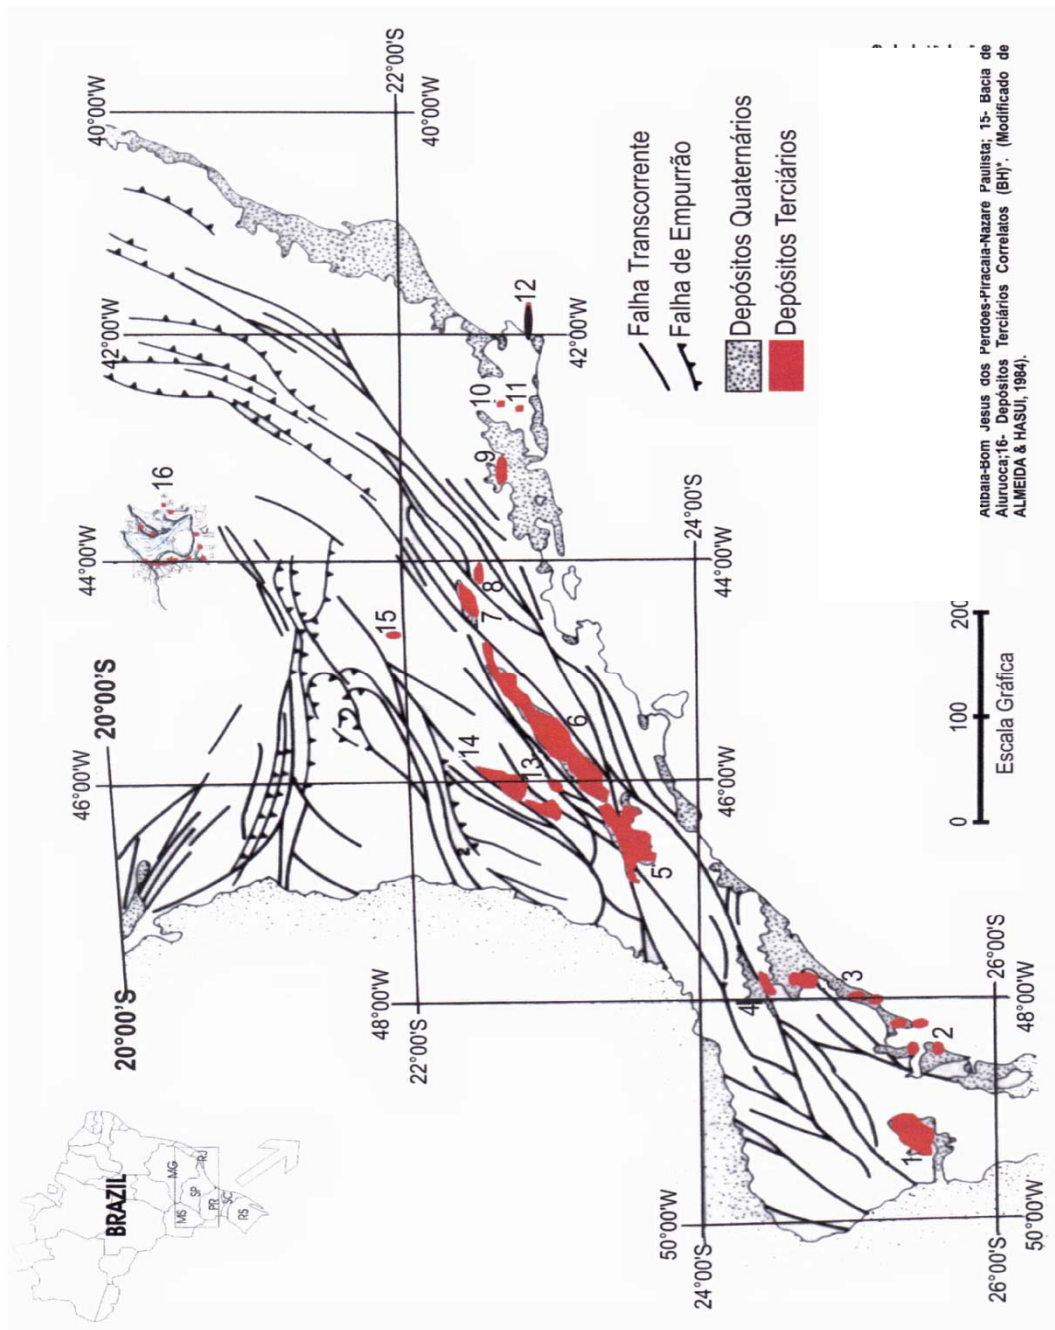 BRAZIL
MG
RJ
MS
SP
PR
SC
RS
20°00'S
20°00'S
46°00'W
44°00'W
42°00'W
40°00'W
22°00'S
40°00'W
42°00'W
44°00'W
24°00'S
46°00'W
48°00'W
22°00'S
24°00'S
50°00'W
26°00'S
48°00'W
26°00'S
50°00'W
1
2
3
4
5
6
7
8
9
10
11
12
13
14
15
16
Falha Transcorrente
Falha de Empurrão
Depósitos Quaternários
Depósitos Terciários
0 100 200
Escala Gráfica
Atibaia-Bom Jesus dos Perdões-Piracaia-Nazaré Paulista; 15- Bacia de
Aiuruoca;16- Depósitos Terciários Correlatos (BH)*. (Modificado de
ALMEIDA & HASUI, 1984).